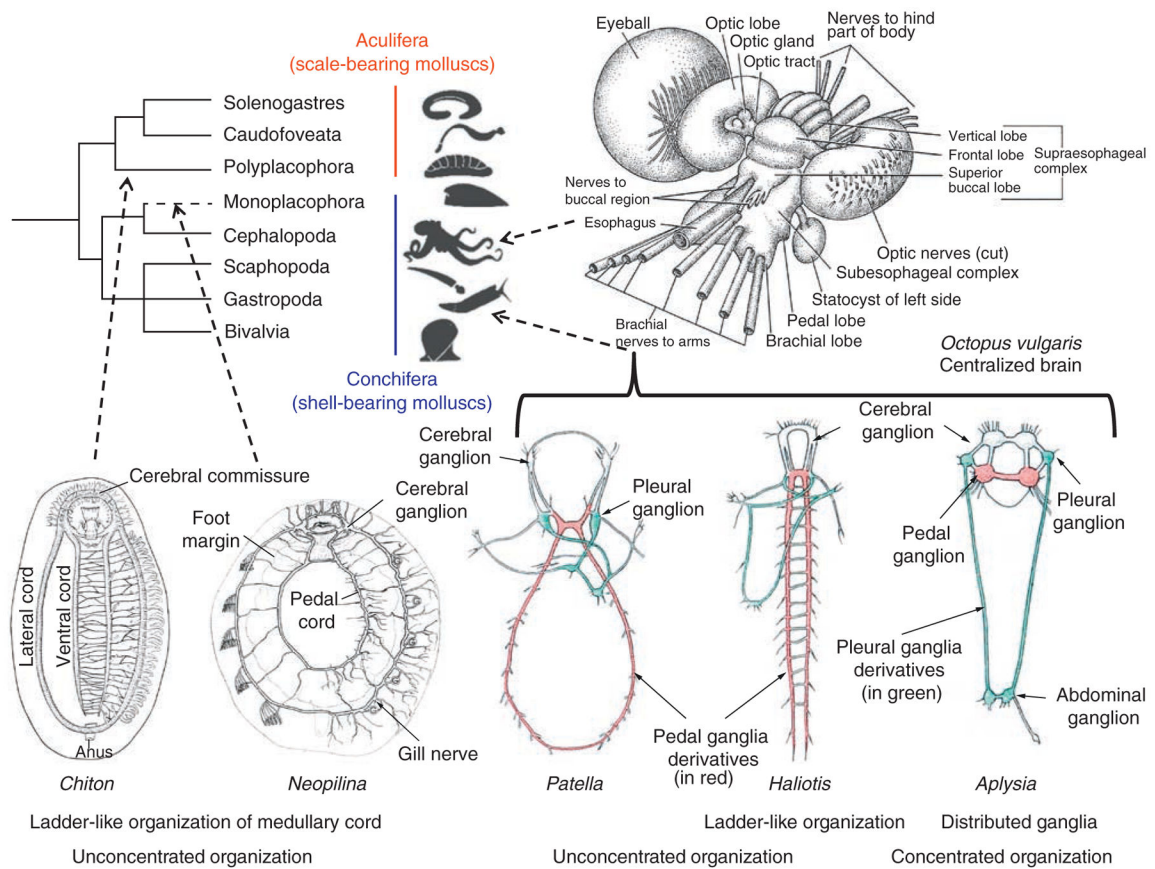 Aculifera
(scale-bearing molluscs)
Solenogastres
Caudofoveata
Polyplacophora
Monoplacophora
Cephalopoda
Scaphopoda
Gastropoda
Bivalvia
Conchifera
(shell-bearing molluscs)
Eyeball
Optic lobe
Optic gland
Optic tract
Nerves to hind
part of body
Vertical lobe
Frontal lobe
Superior
buccal lobe
Supraesophageal
complex
Nerves to
buccal region
Esophagus
Optic nerves (cut)
Subesophageal complex
Statocyst of left side
Pedal lobe
Brachial lobe
Brachial
nerves to arms
Octopus vulgaris
Centralized brain
Cerebral commissure
Lateral cord
Ventral cord
Anus
Chiton
Foot
margin
Cerebral
ganglion
Pedal
cord
Gill nerve
Neopilina
Ladder-like organization of medullary cord
Unconcentrated organization
Cerebral
ganglion
Pleural
ganglion
Patella
Pedal ganglia
derivatives
(in red)
Haliotis
Unconcentrated organization
Ladder-like organization
Cerebral
ganglion
Pedal
ganglion
Pleural
ganglion
Pleural ganglia
derivatives
(in green)
Abdominal
ganglion
Aplysia
Distributed ganglia
Concentrated organization